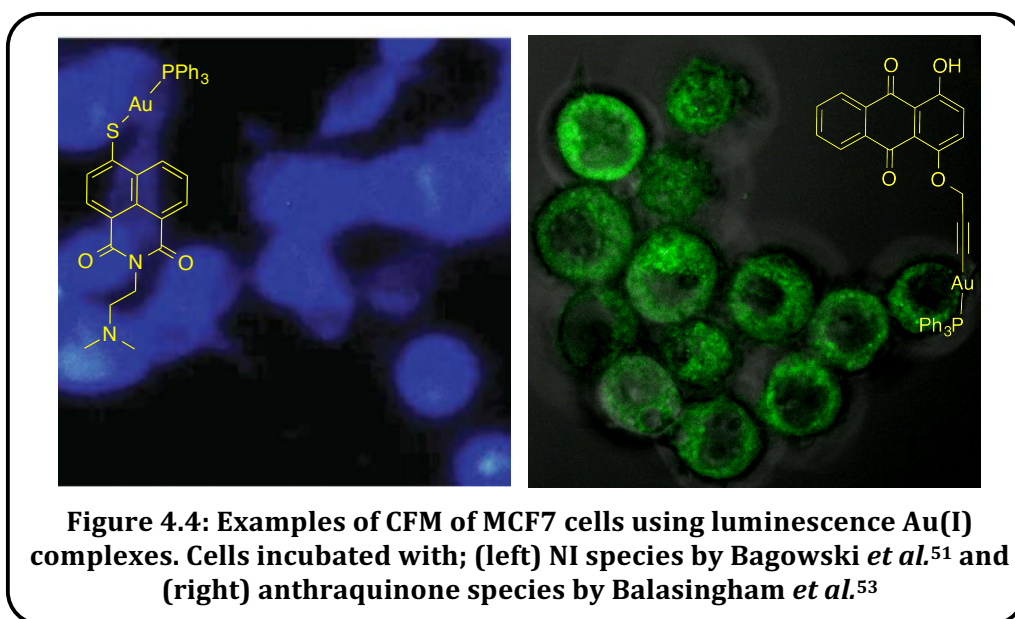 PPh3
Au
S
O
N
O
N
O
OH
O
O
Au
Ph3P
Figure 4.4: Examples of CFM of MCF7 cells using luminescence Au(I)
complexes. Cells incubated with; (left) NI species by Bagowski et al.51 and
(right) anthraquinone species by Balasingham et al.53